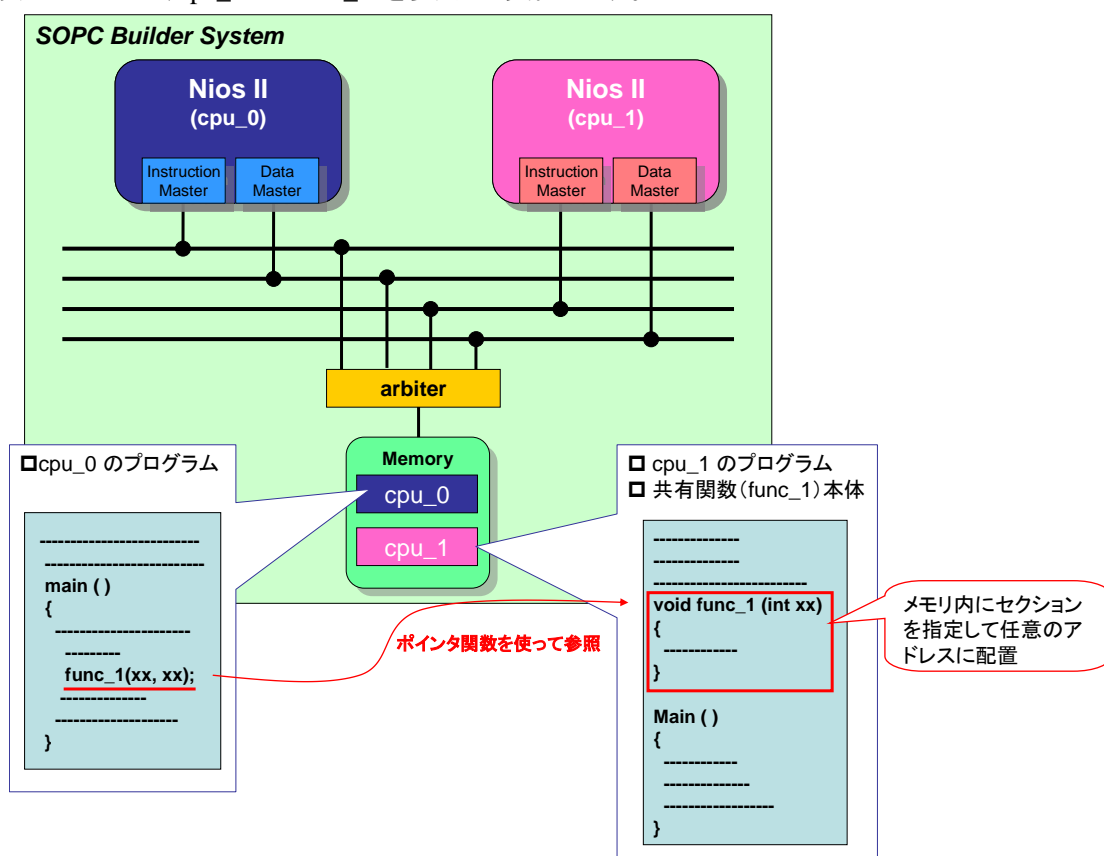 SOPC Builder System
Nios II
(cpu_0)
Instruction
Master
Data
Master
Nios II
(cpu_1)
Instruction
Master
Data
Master
arbiter
Memory
cpu_0
cpu_1
cpu_0 のプログラム
---------------------------
---------------------------
main ( )
{
-----------------------
---------
func_1(xx, xx);
--------------
--------------------
}
ポインタ関数を使って参照
cpu_1 のプログラム
共有関数(func_1)本体
--------------
--------------
-------------------------
void func_1 (int xx)
{
------------
}
Main ( )
{
------------
--------------
------------------
}
メモリ内にセクション
を指定して任意のア
ドレスに配置